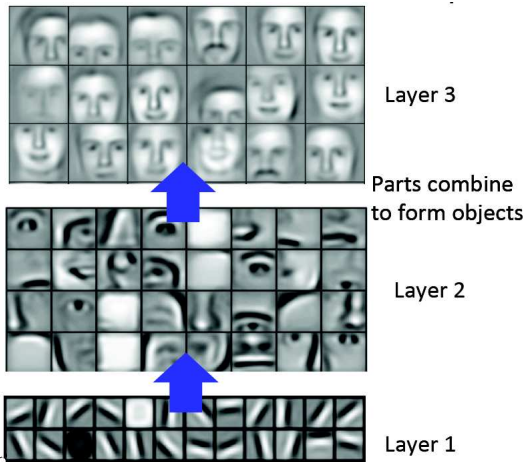 Layer 3
Parts combine
to form objects
Layer 2
Layer 1